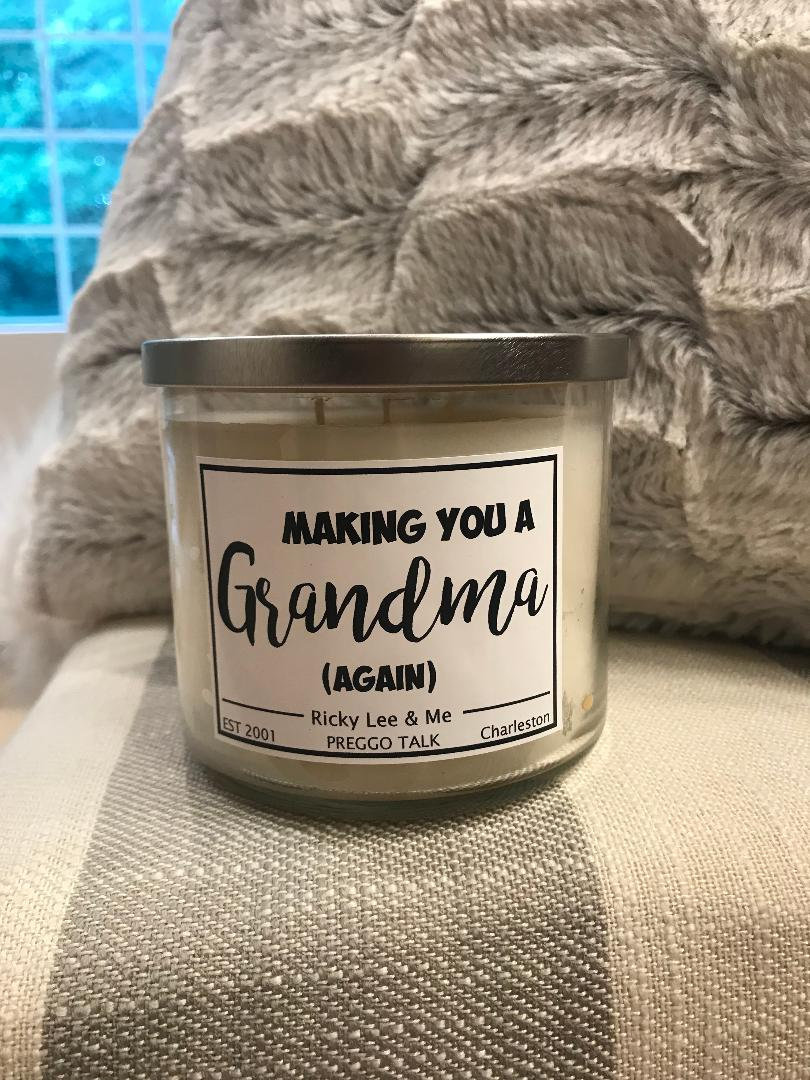 MAKING YOU A
Grandma
(AGAIN)
Ricky Lee & Me
EST 2001 PREGGO TALK Charleston